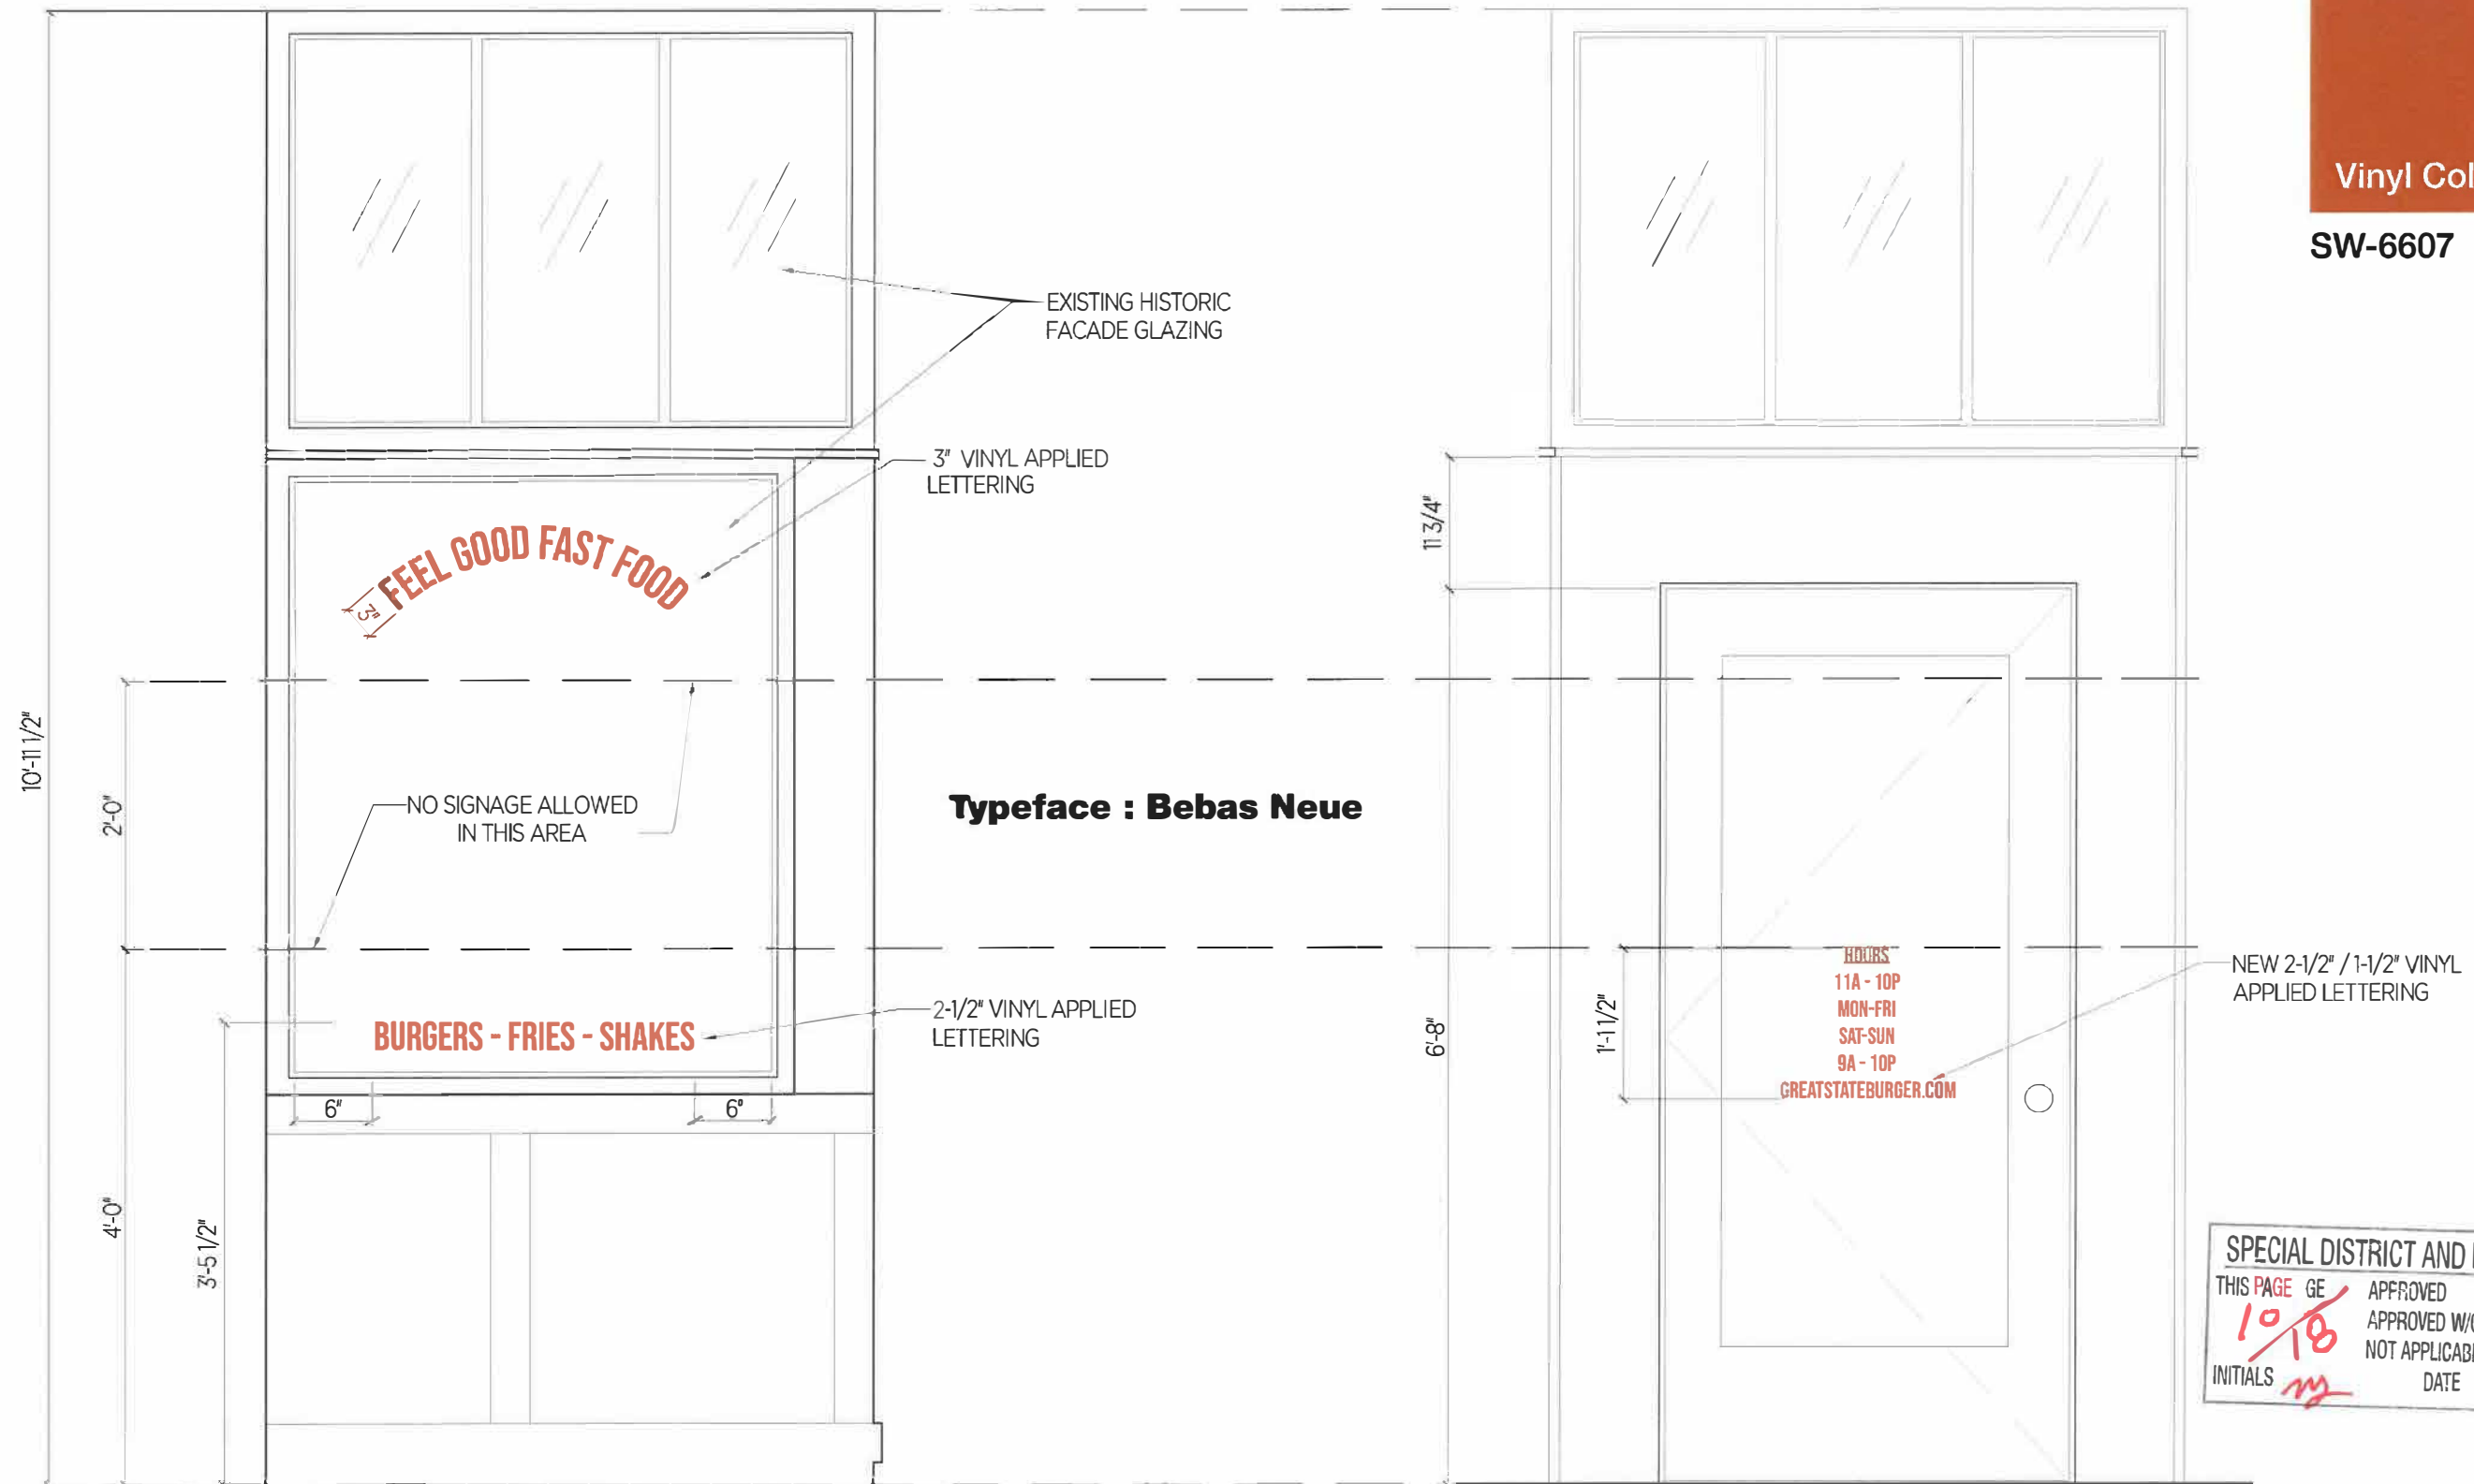 Vinyl Col
SW-6607
EXISTING HISTORIC
FACADE GLAZING
3" VINYL APPLIED
LETTERING
11 3/4"
FEEL GOOD FAST FOOD
3"
10'-11 1/2"
2'-0"
NO SIGNAGE ALLOWED
IN THIS AREA
Typeface : Bebas Neue
HOURS
11A - 10P
MON-FRI
SAT-SUN
9A - 10P
GREATSTATEBURGER.COM
NEW 2-1/2" / 1-1/2" VINYL
APPLIED LETTERING
2-1/2" VINYL APPLIED
LETTERING
BURGERS - FRIES - SHAKES
6'-8"
1'-11 1/2"
6"
6"
4'-0"
3'-5 1/2"
SPECIAL DISTRICT AND
THIS PAGE GE APPROVED
10/18 APPROVED W/
NOT APPLICAB
INITIALS DATE